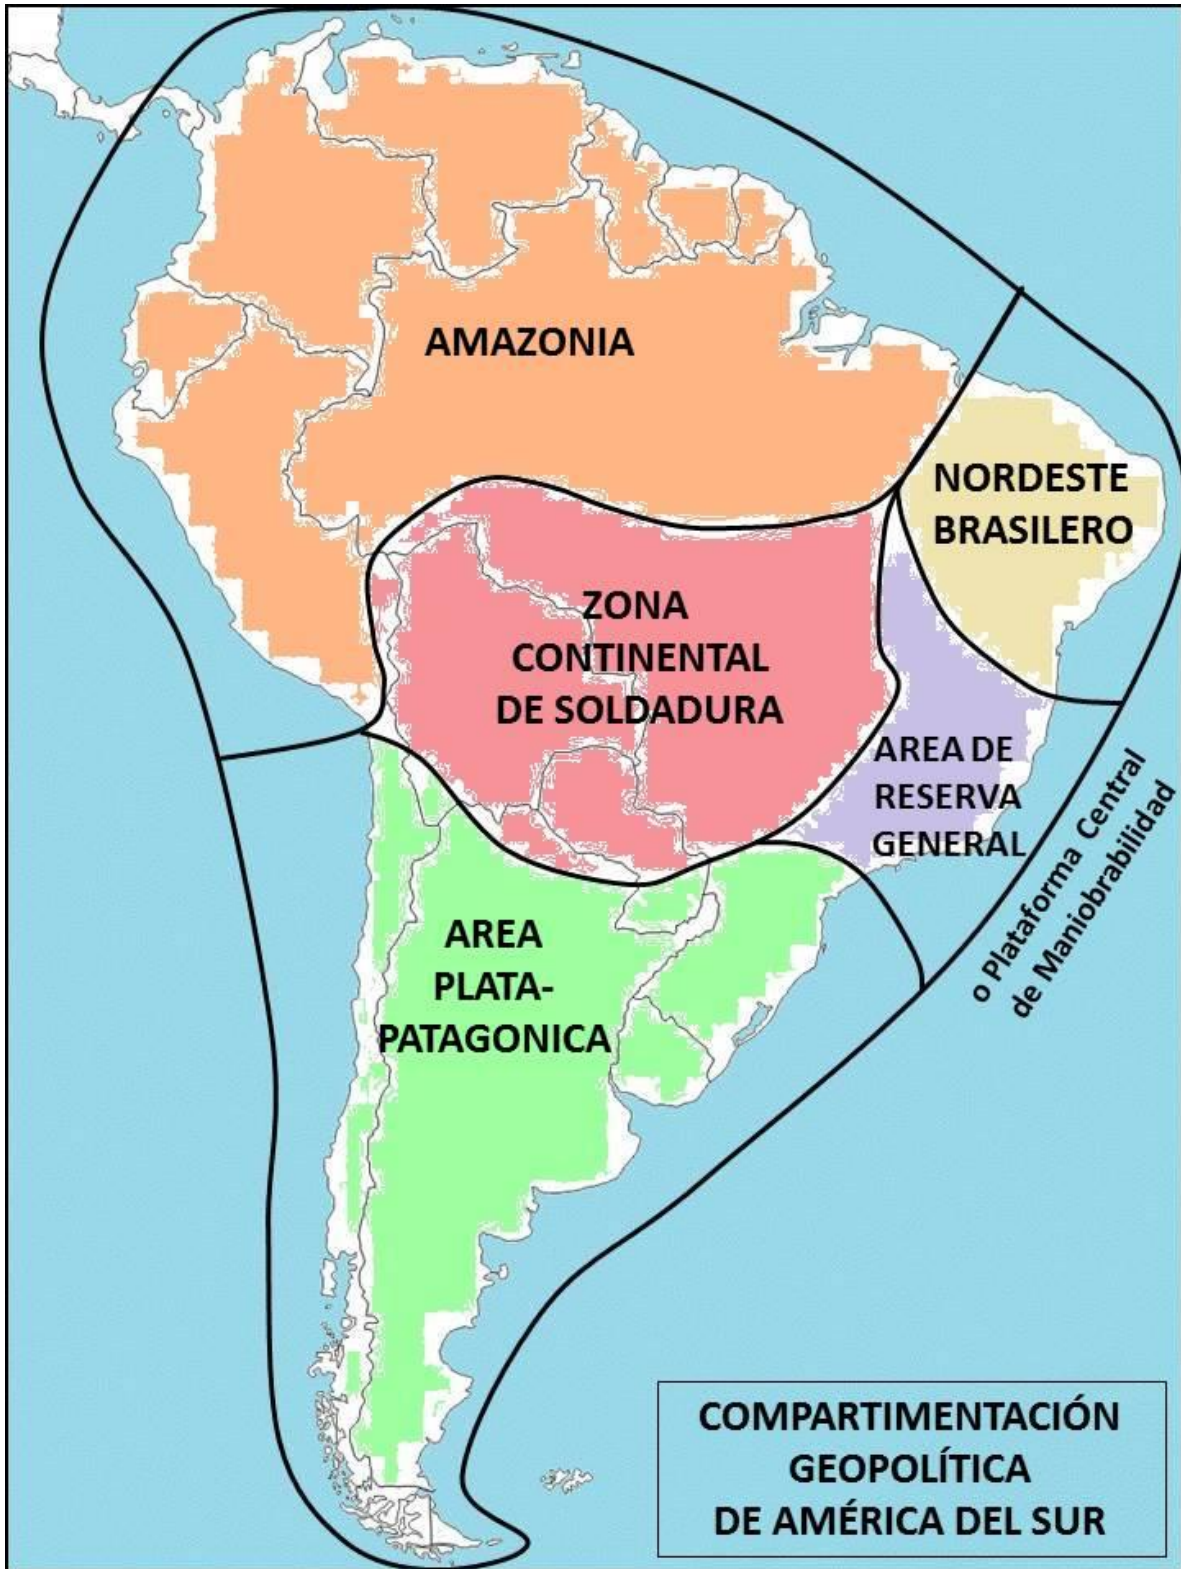 AMAZONIA
NORDESTE
BRASILERO
ZONA
CONTINENTAL
DE SOLDADURA
AREA DE
RESERVA
GENERAL
o Plataforma Central
de Maniobrabilidad
AREA
PLATA-
PATAGONICA
COMPARTIMENTACIÓN
GEOPOLÍTICA
DE AMÉRICA DEL SUR